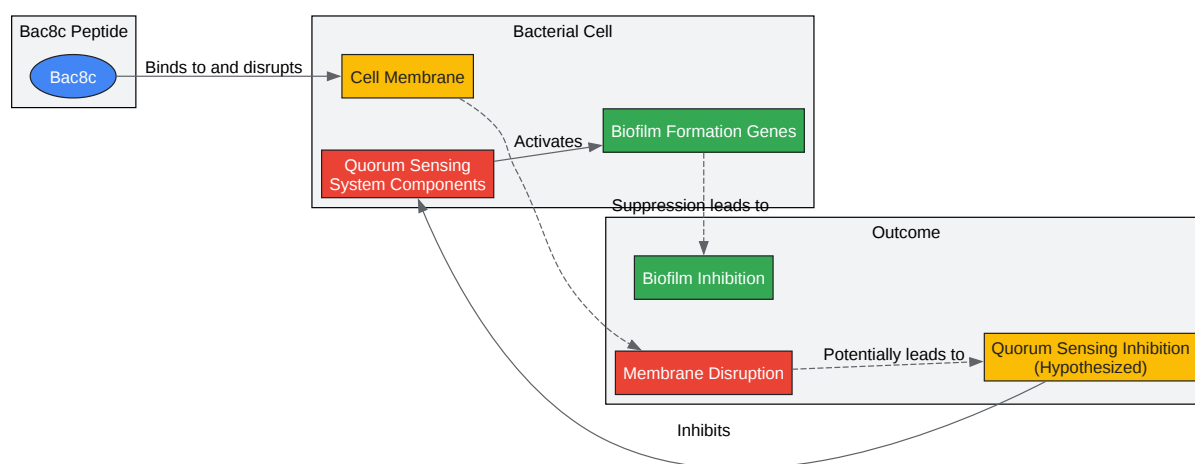 Bac8c Peptide
Bac8c
Binds to and disrupts
Bacterial Cell
Cell Membrane
Biofilm Formation Genes
Activates
Quorum Sensing
System Components
Suppression leads to
Outcome
Biofilm Inhibition
Membrane Disruption
Potentially leads to
Quorum Sensing Inhibition
(Hypothesized)
Inhibits